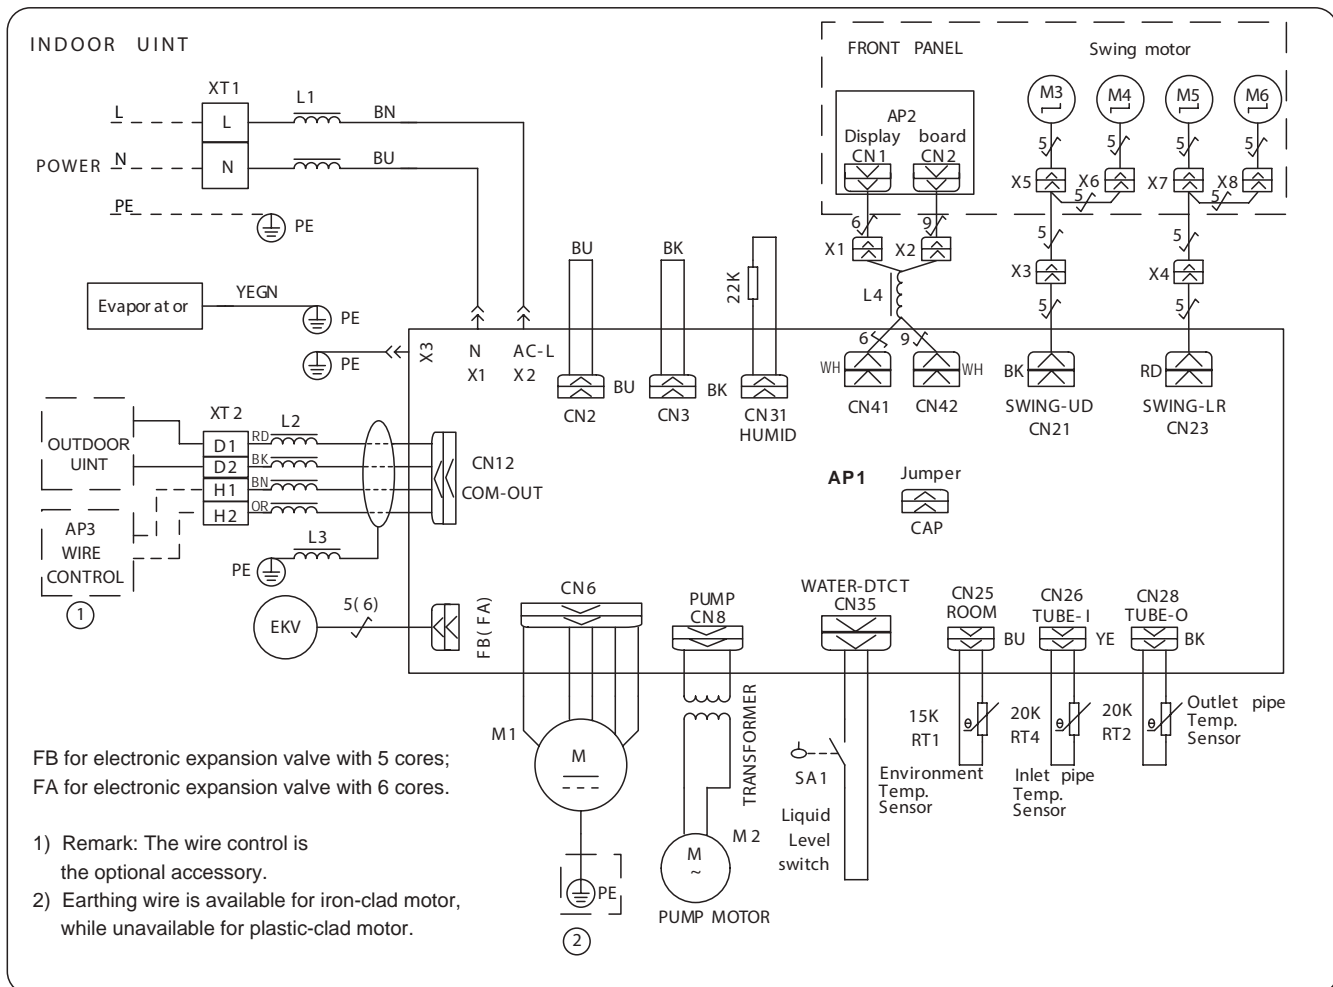 INDOOR UINT
FRONT PANEL
Swing motor
XT1
L
L
L1
BN
POWER
N
N
BU
PE
PE
AP2
Display board
CN1
CN2
M3
M4
M5
M6
5
5
5
5
X5
X6
X7
X8
5
5
6
9
X1
X2
5
5
X3
X4
L4
5
5
BU
BK
22K
Evaporator
YEGN
PE
PE
X3
N
X1
AC-L
X2
CN2
BU
CN3
BK
CN31
HUMID
6
9
WH
CN41
CN42
WH
BK
SWING-UD
CN21
RD
SWING-LR
CN23
OUTDOOR
UINT
XT2
L2
D1
RD
D2
BK
H1
BN
H2
OR
CN12
COM-OUT
AP1
Jumper
CAP
AP3
WIRE
CONTROL
1
L3
PE
EKV
5(6)
FB(FA)
CN6
PUMP
CN8
WATER-DTCT
CN35
CN25
ROOM
BU
CN26
TUBE-I
YE
CN28
TUBE-O
BK
M1
M
TRANSFORMER
SA1
Liquid
Level
switch
15K
RT1
θ
Environment
Temp.
Sensor
20K
RT4
θ
Inlet pipe
Temp.
Sensor
20K
RT2
θ
Outlet pipe
Temp.
Sensor
M2
M
~
PUMP MOTOR
PE
2
FB for electronic expansion valve with 5 cores;
FA for electronic expansion valve with 6 cores.
1) Remark: The wire control is
the optional accessory.
2) Earthing wire is available for iron-clad motor,
while unavailable for plastic-clad motor.